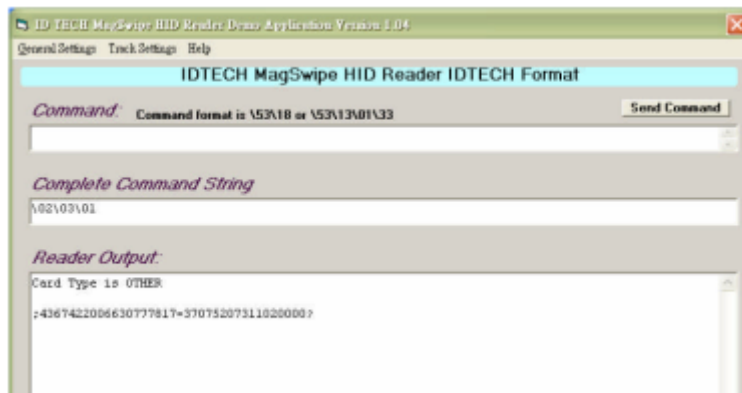 ID TECH MagSwipe HID Reader Demo Application Version 1.04
General Settings Track Settings Help
IDTECH MagSwipe HID Reader IDTECH Format
Command: Command format is \53\18 or \53\13\01\33 Send Command
Complete Command String
\02\03\01
Reader Output:
Card Type is OTHER
;4367422006630777817=37075207311020000?